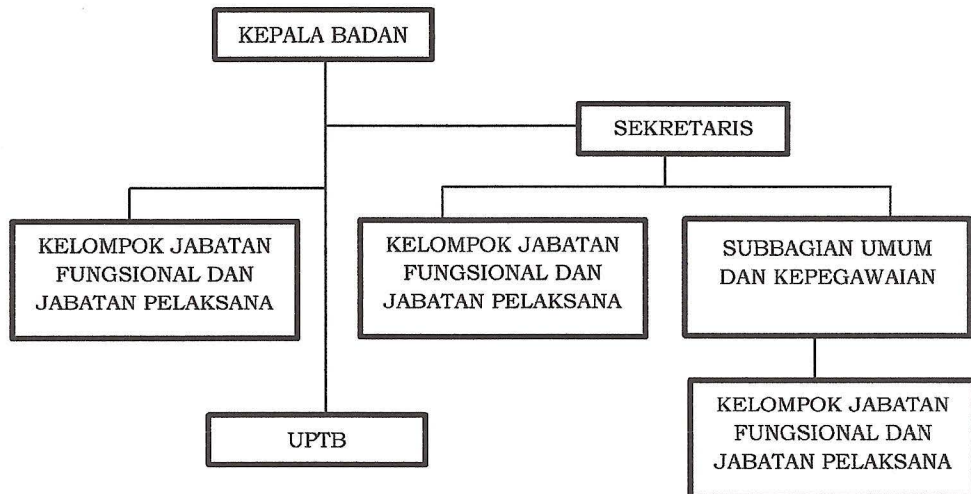 KEPALA BADAN
SEKRETARIS
KELOMPOK JABATAN
FUNGSIONAL DAN
JABATAN PELAKSANA
KELOMPOK JABATAN
FUNGSIONAL DAN
JABATAN PELAKSANA
SUBBAGIAN UMUM
DAN KEPEGAWAIAN
UPTB
KELOMPOK JABATAN
FUNGSIONAL DAN
JABATAN PELAKSANA